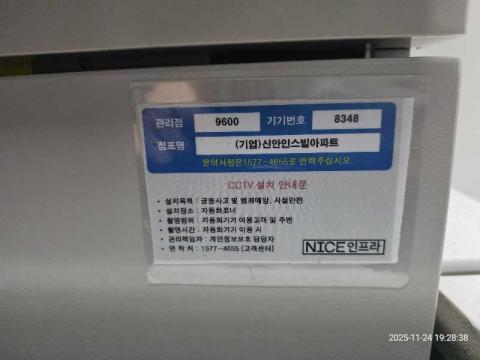 관리점 9600 기기번호 8348
점포명 (기업)신안인스빌아파트
문의사항은1577-4655로 연락주십시오.
CCTV 설치 안내문
• 설치목적 : 금융사고 및 범죄예방, 시설안전
• 설치장소 : 자동화코너
• 촬영범위 : 자동화기기 이용고객 및 주변
• 촬영시간 : 자동화기기 이용 시
• 관리책임자 : 개인정보보호 담당자
• 연 락 처 : 1577-4655 [고객센터]
NICE인프라
2025-11-24 19:28:38